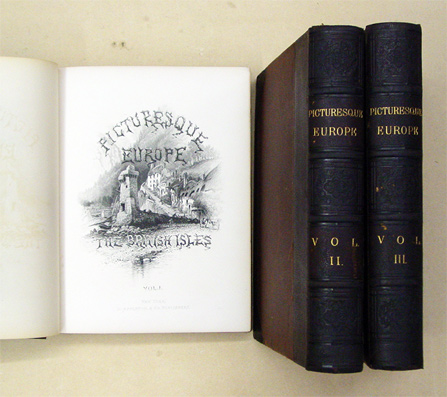 PICTURESQUE
EUROPE
THE BRITISH ISLES
VOL. I.
PICTURESQUE
EUROPE
VOL.
II.
PICTURESQUE
EUROPE
VOL.
III.